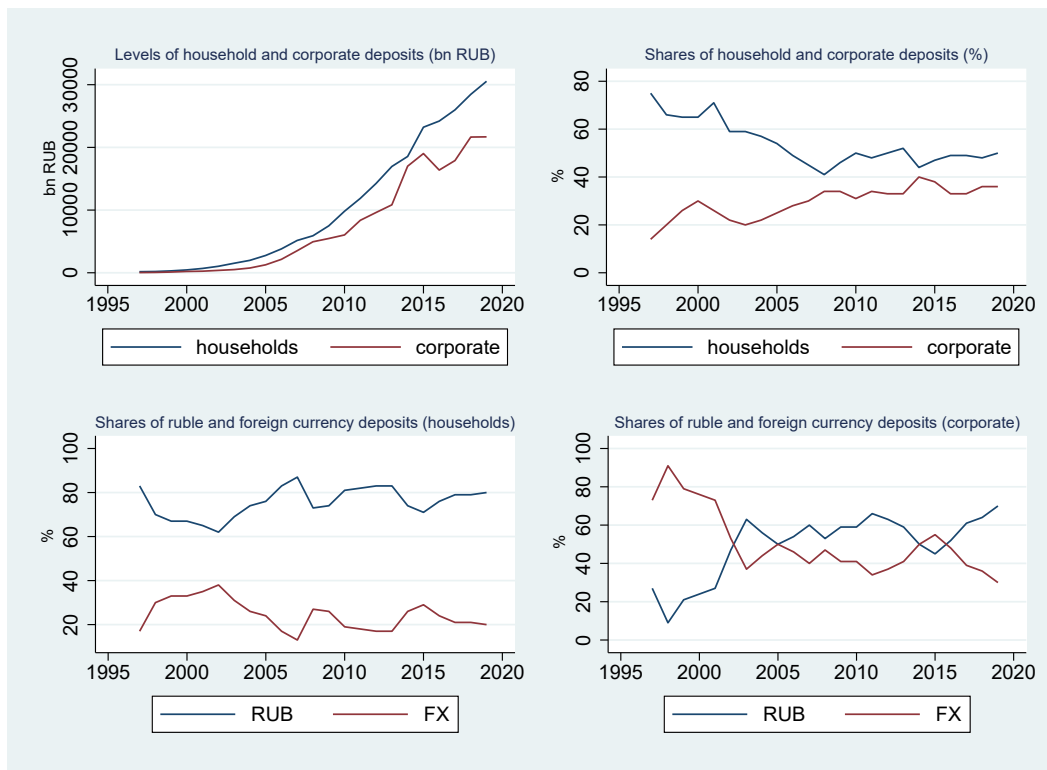 Levels of household and corporate deposits (bn RUB)
bn RUB
30000
20000
10000
0
1995 2000 2005 2010 2015 2020
households corporate
Shares of household and corporate deposits (%)
%
80
60
40
20
0
1995 2000 2005 2010 2015 2020
households corporate
Shares of ruble and foreign currency deposits (households)
%
100
80
60
40
20
1995 2000 2005 2010 2015 2020
RUB FX
Shares of ruble and foreign currency deposits (corporate)
%
100
80
60
40
20
0
1995 2000 2005 2010 2015 2020
RUB FX